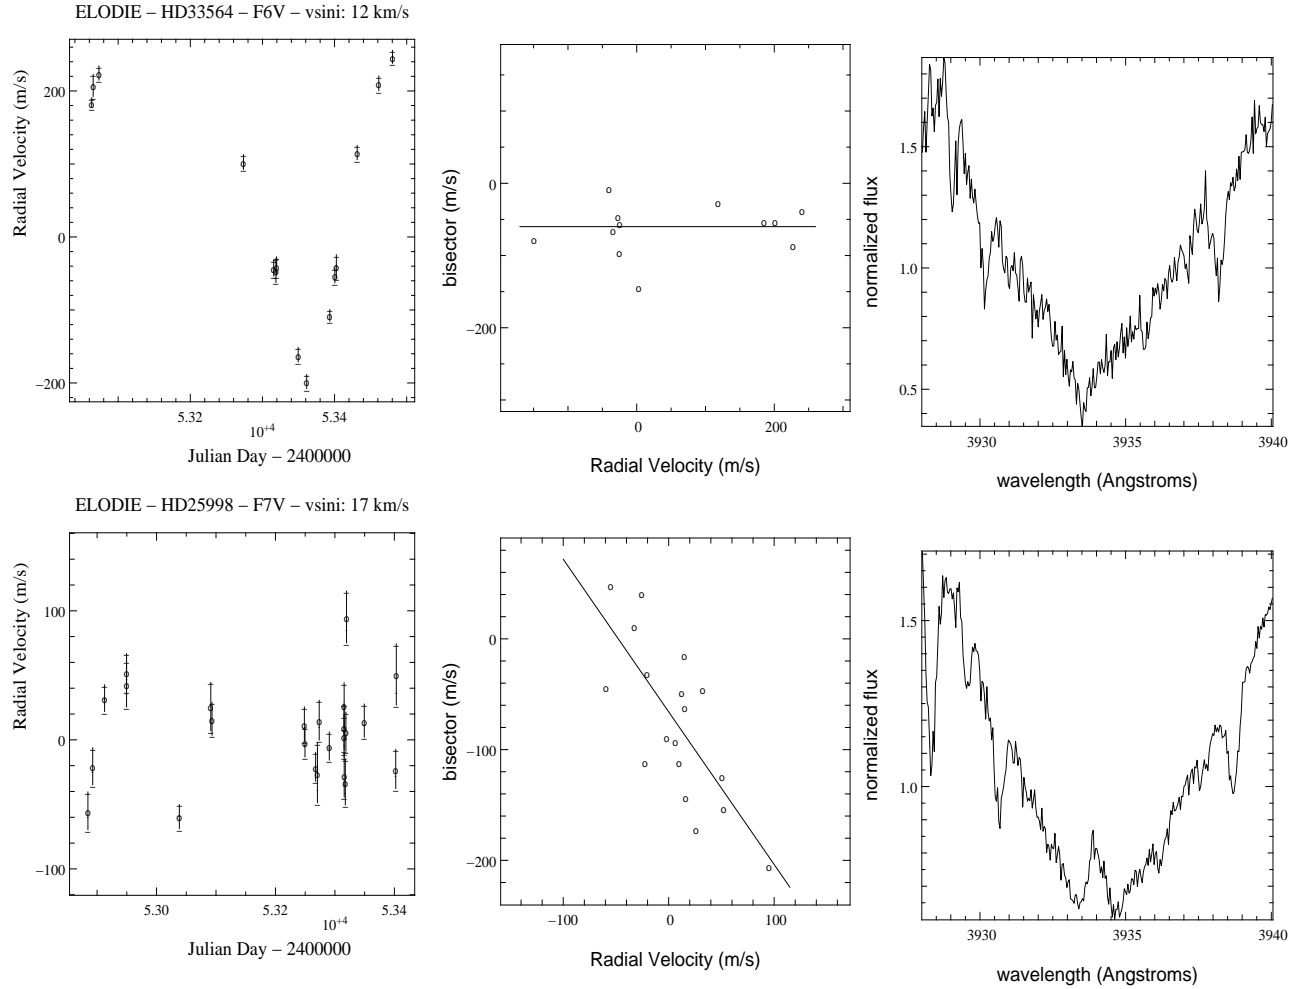 ELODIE – HD33564 – F6V – vsini: 12 km/s
Radial Velocity (m/s)
200
0
−200
5.32
5.34
10+4
Julian Day – 2400000
bisector (m/s)
0
−200
0
200
Radial Velocity (m/s)
normalized flux
1.5
1.0
0.5
3930
3935
3940
wavelength (Angstroms)
ELODIE – HD25998 – F7V – vsini: 17 km/s
Radial Velocity (m/s)
100
0
−100
5.30
5.32
5.34
10+4
Julian Day – 2400000
bisector (m/s)
0
−100
−200
−100
0
100
Radial Velocity (m/s)
normalized flux
1.5
1.0
3930
3935
3940
wavelength (Angstroms)